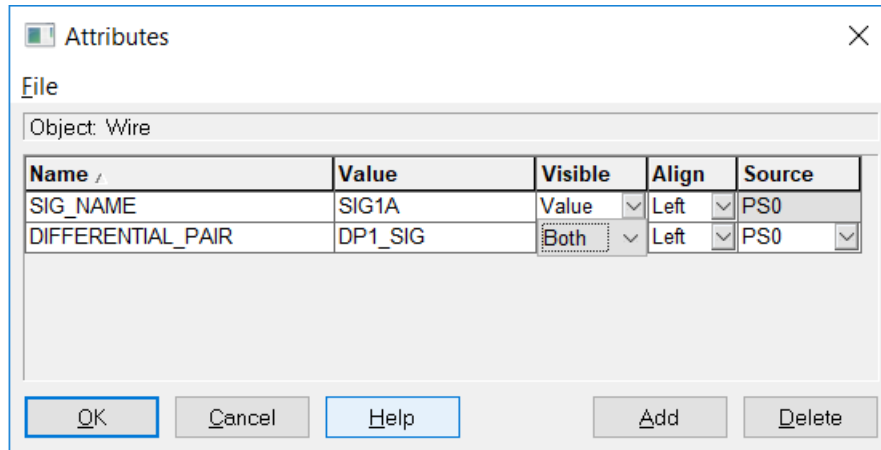 Attributes
File
Object: Wire
Name Value Visible Align Source
SIG_NAME SIG1A Value Left PS0
DIFFERENTIAL_PAIR DP1_SIG Both Left PS0
OK Cancel Help Add Delete